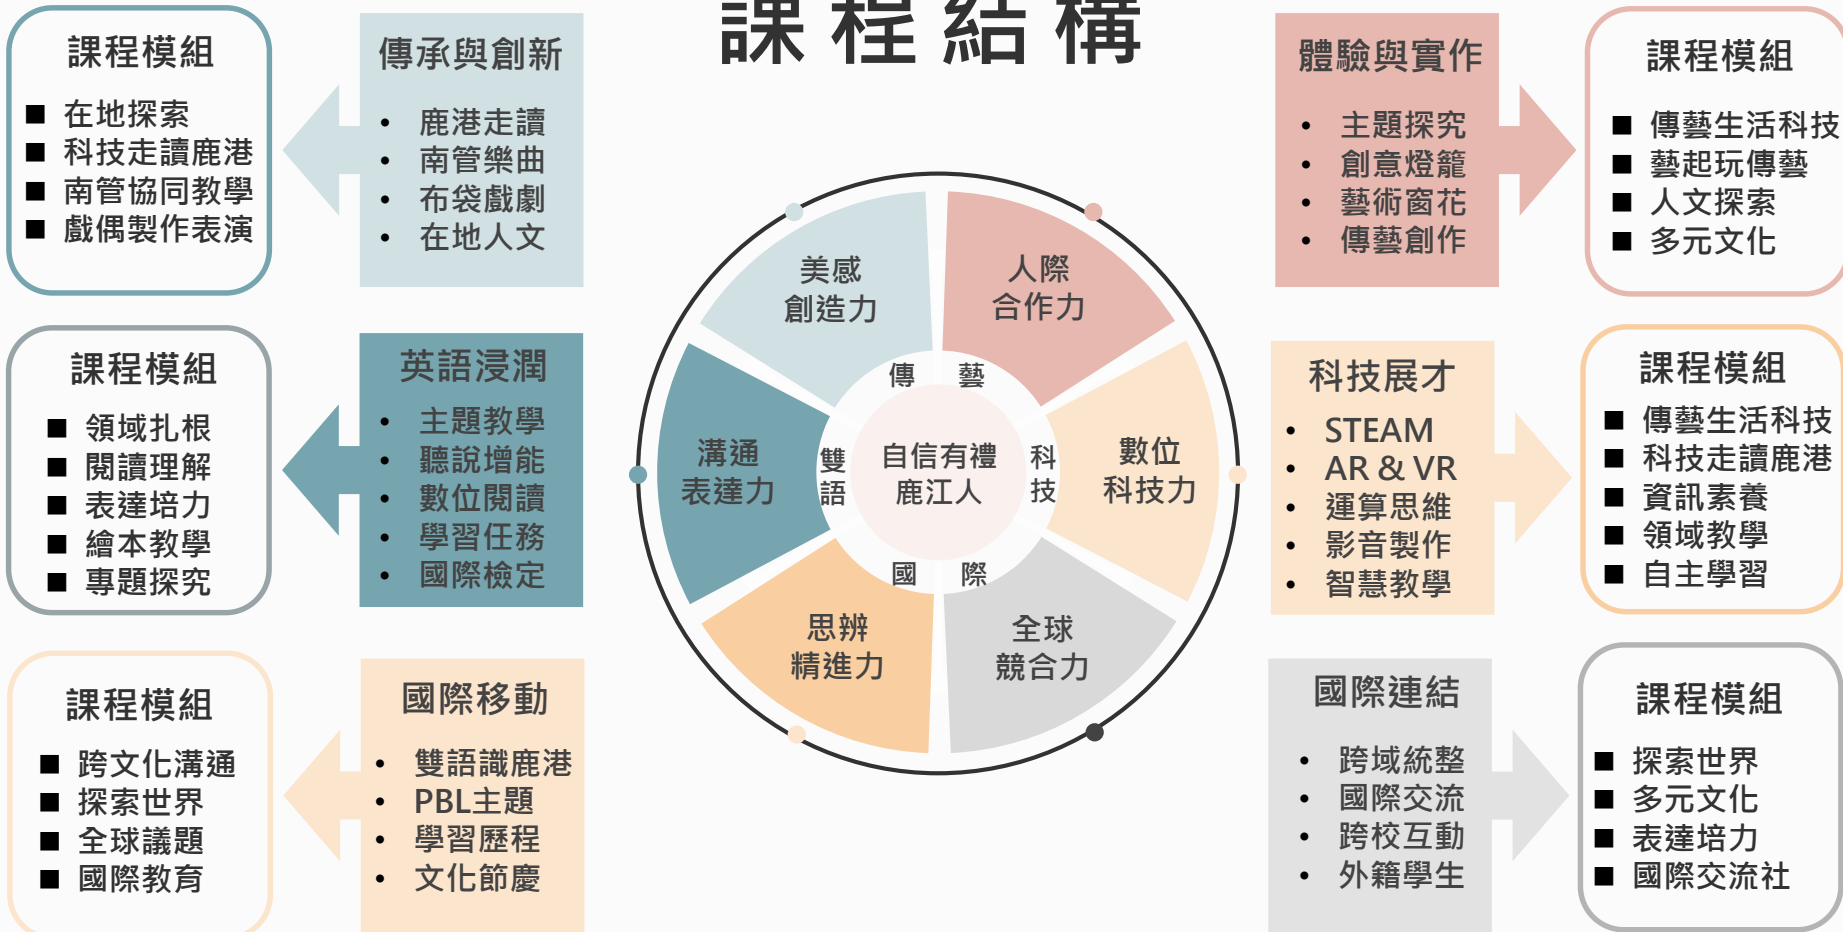 課程結構
課程模組
在地探索
科技走讀鹿港
南管協同教學
戲偶製作表演
傳承與創新
鹿港走讀
南管樂曲
布袋戲劇
在地人文
體驗與實作
主題探究
創意燈籠
藝術窗花
傳藝創作
課程模組
傳藝生活科技
藝起玩傳藝
人文探索
多元文化
課程模組
領域扎根
閱讀理解
表達培力
繪本教學
專題探究
英語浸潤
主題教學
聽說增能
數位閱讀
學習任務
國際檢定
美感
創造力
人際
合作力
溝通
表達力
數位
科技力
思辨
精進力
全球
競合力
傳藝
雙語
科技
國際
自信有禮
鹿江人
科技展才
STEAM
AR & VR
運算思維
影音製作
智慧教學
課程模組
傳藝生活科技
科技走讀鹿港
資訊素養
領域教學
自主學習
課程模組
跨文化溝通
探索世界
全球議題
國際教育
國際移動
雙語識鹿港
PBL主題
學習歷程
文化節慶
國際連結
跨域統整
國際交流
跨校互動
外籍學生
課程模組
探索世界
多元文化
表達培力
國際交流社